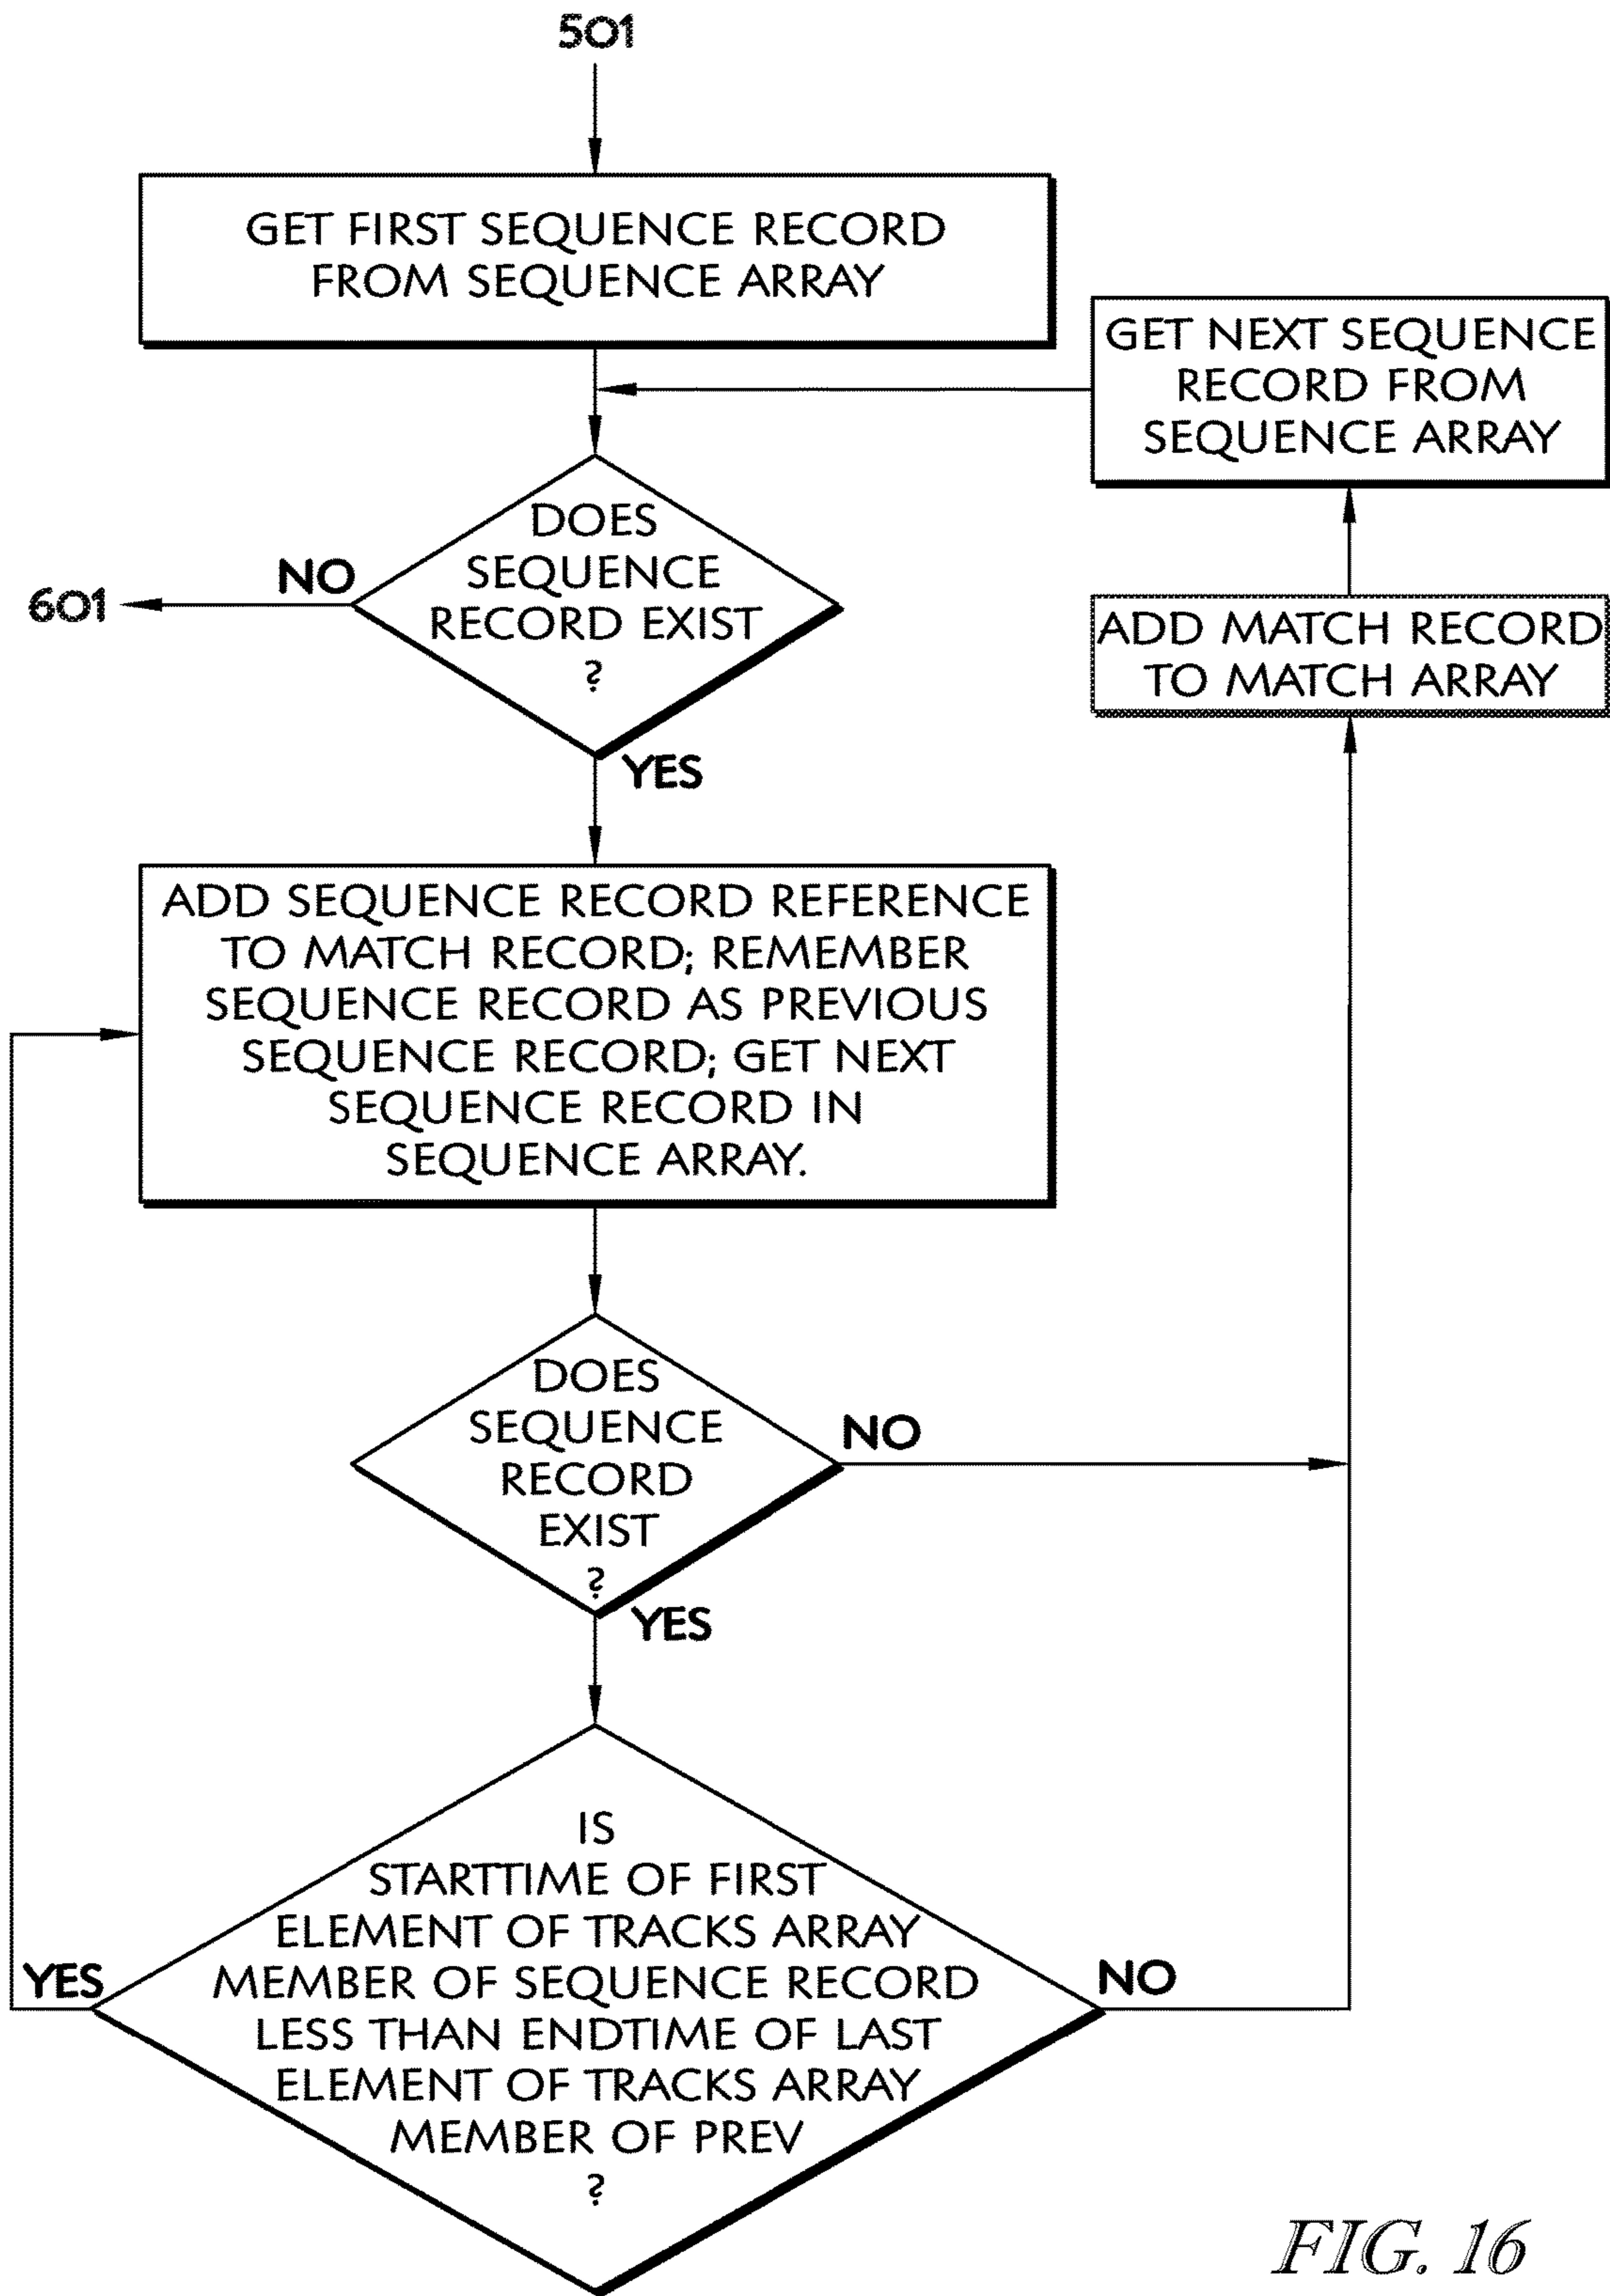 501
GET FIRST SEQUENCE RECORD
FROM SEQUENCE ARRAY
GET NEXT SEQUENCE
RECORD FROM
SEQUENCE ARRAY
DOES
SEQUENCE
RECORD EXIST
?
NO
601
YES
ADD MATCH RECORD
TO MATCH ARRAY
ADD SEQUENCE RECORD REFERENCE
TO MATCH RECORD; REMEMBER
SEQUENCE RECORD AS PREVIOUS
SEQUENCE RECORD; GET NEXT
SEQUENCE RECORD IN
SEQUENCE ARRAY.
DOES
SEQUENCE
RECORD
EXIST
?
NO
YES
IS
STARTTIME OF FIRST
ELEMENT OF TRACKS ARRAY
MEMBER OF SEQUENCE RECORD
LESS THAN ENDTIME OF LAST
ELEMENT OF TRACKS ARRAY
MEMBER OF PREV
?
YES
NO
FIG. 16